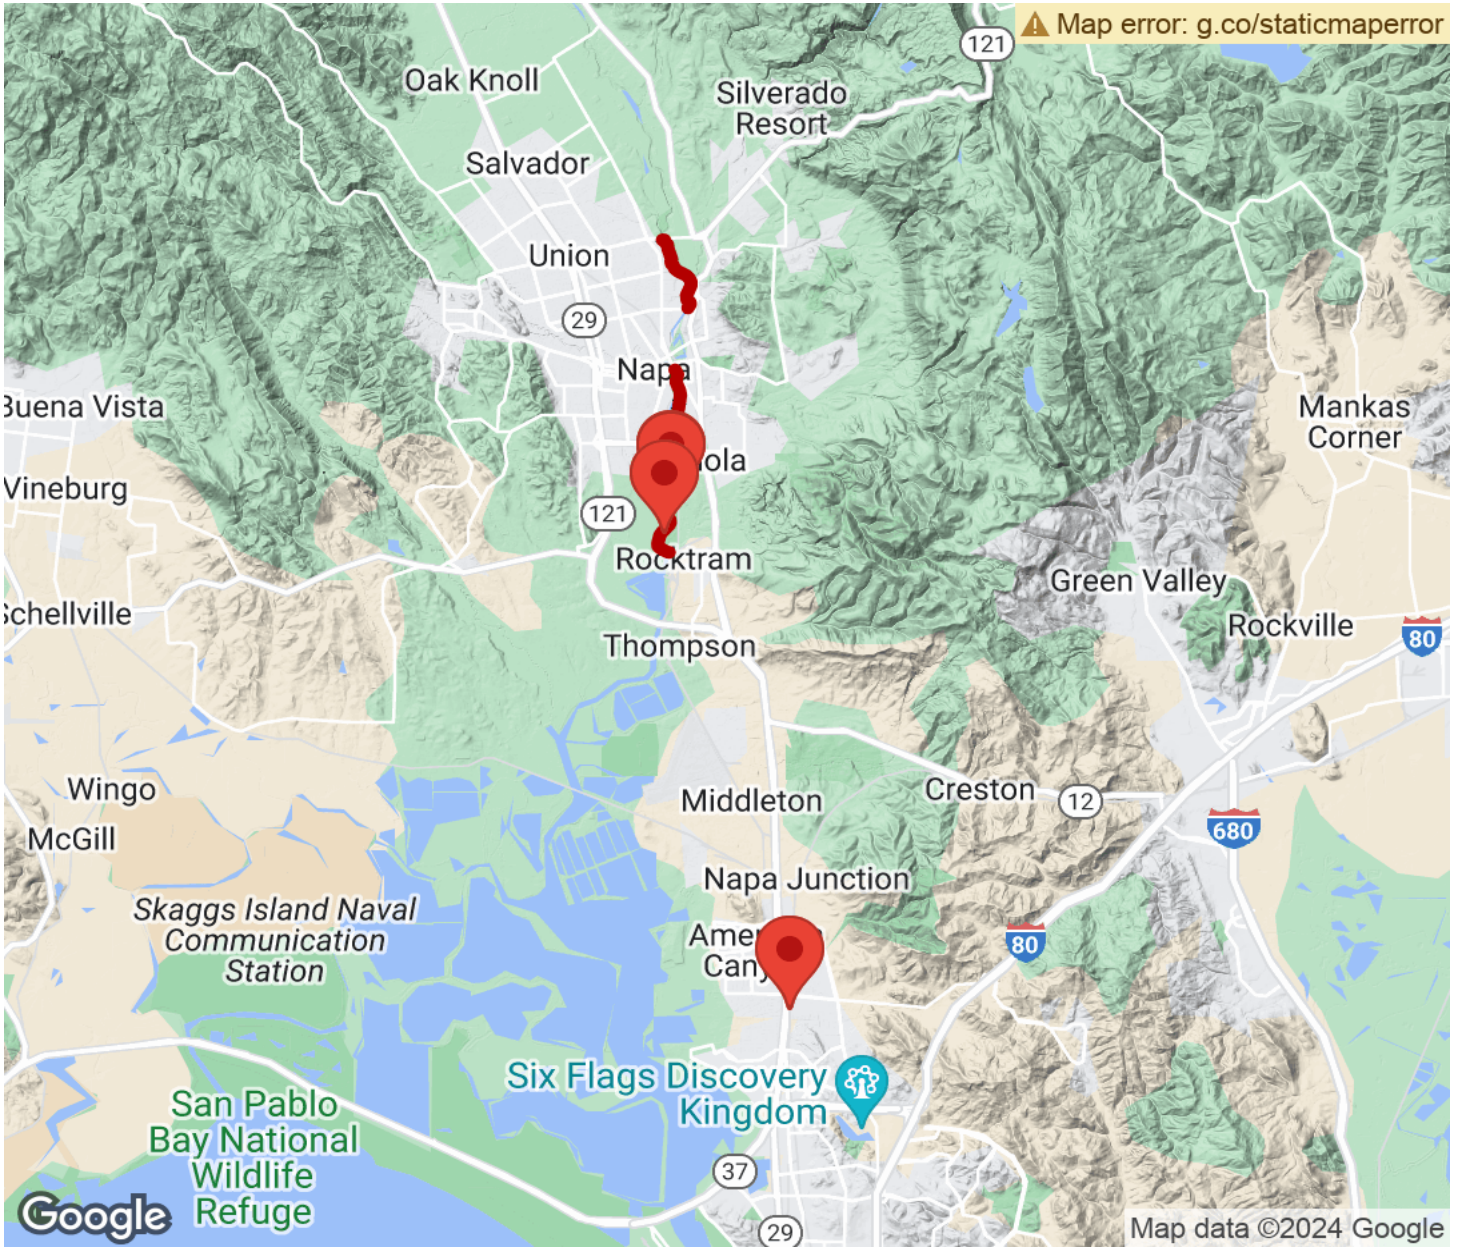 Map error: g.co/staticmaperror
121
Oak Knoll
Silverado
Resort
Salvador
Union
29
Napa
Buena Vista
Mankas
Corner
Vineburg
121
Rocktram
Green Valley
Schellville
Rockville
80
Thompson
Wingo
Middleton
Creston
12
McGill
680
Napa Junction
Skaggs Island Naval
Communication
Station
80
Six Flags Discovery
Kingdom
San Pablo
Bay National
Wildlife
Refuge
37
29
Google
Map data ©2024 Google